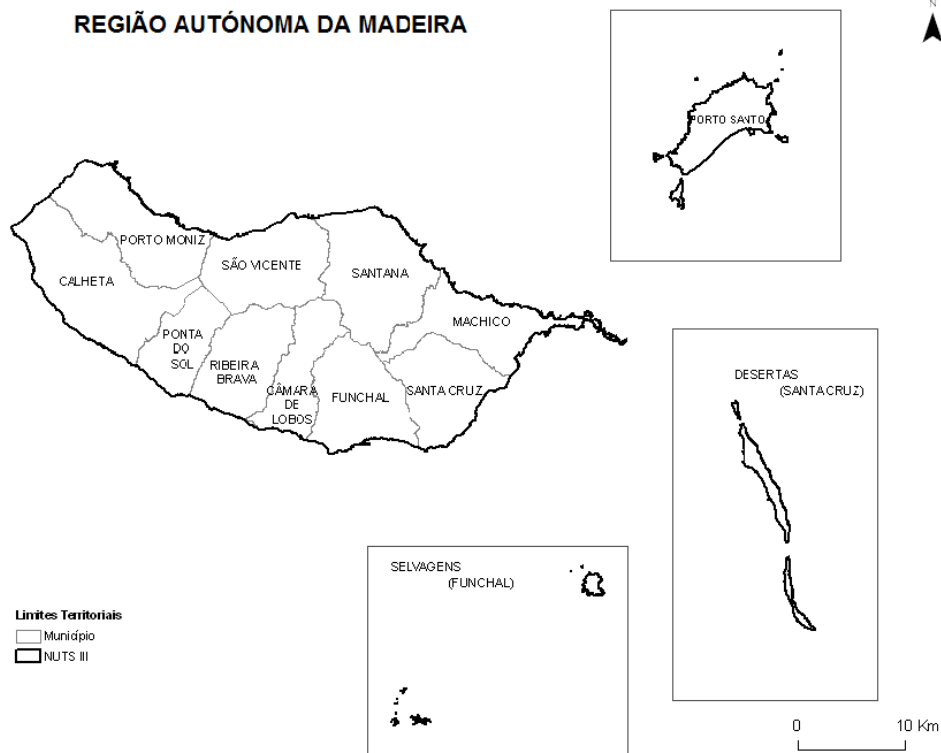 REGIÃO AUTÓNOMA DA MADEIRA
N
PORTO SANTO
PORTO MONIZ
SÃO VICENTE
SANTANA
CALHETA
MACHICO
PONTA
DO
SOL
RIBEIRA
BRAVA
CÂMARA
DE
LOBOS
FUNCHAL
SANTA CRUZ
DESERTAS
(SANTA CRUZ)
SELVAGENS
(FUNCHAL)
Limites Territoriais
Município
NUTS III
0 10 Km